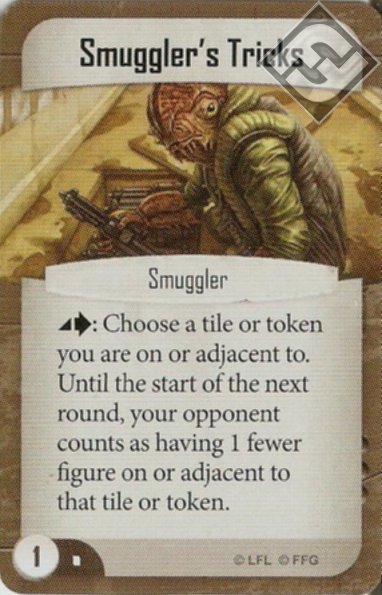 Smuggler's Tricks
Smuggler
: Choose a tile or token
you are on or adjacent to.
Until the start of the next
round, your opponent
counts as having 1 fewer
figure on or adjacent to
that tile or token.
1
© LFL © FFG